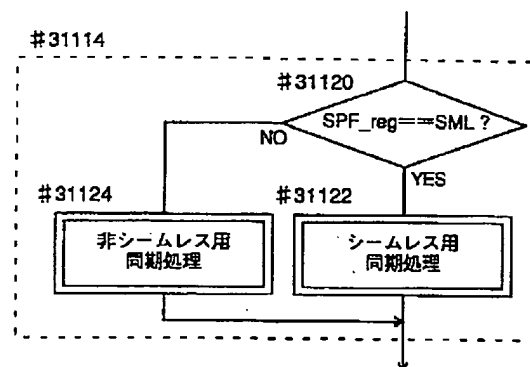 #31114
#31120
SPF_reg==SML ?
NO
YES
#31124
#31122
非シームレス用
同期処理
シームレス用
同期処理